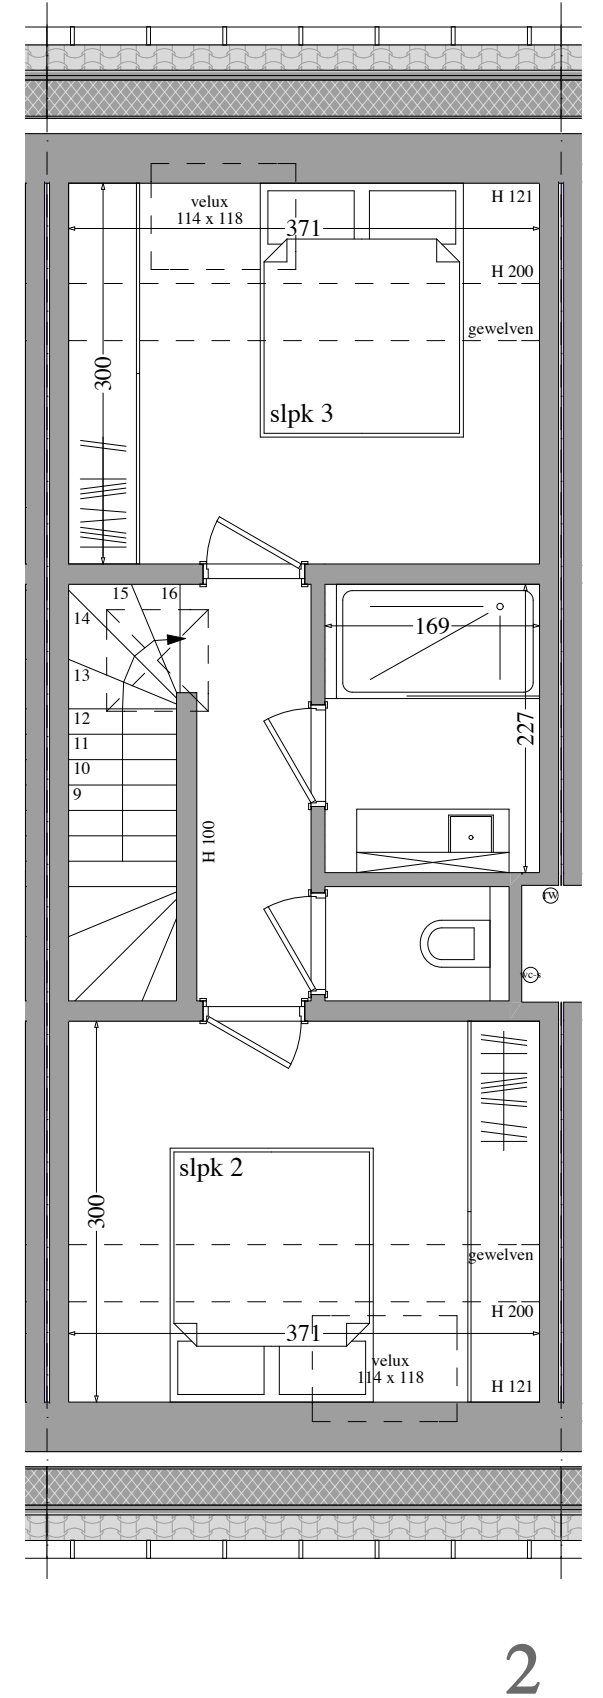 velux
114 x 118
H 121
371
H 200
gewelven
300
slpk 3
15
16
14
169
13
12
227
11
10
9
H 100
rw
wc-s
slpk 2
300
gewelven
H 200
371
velux
114 x 118
H 121
2